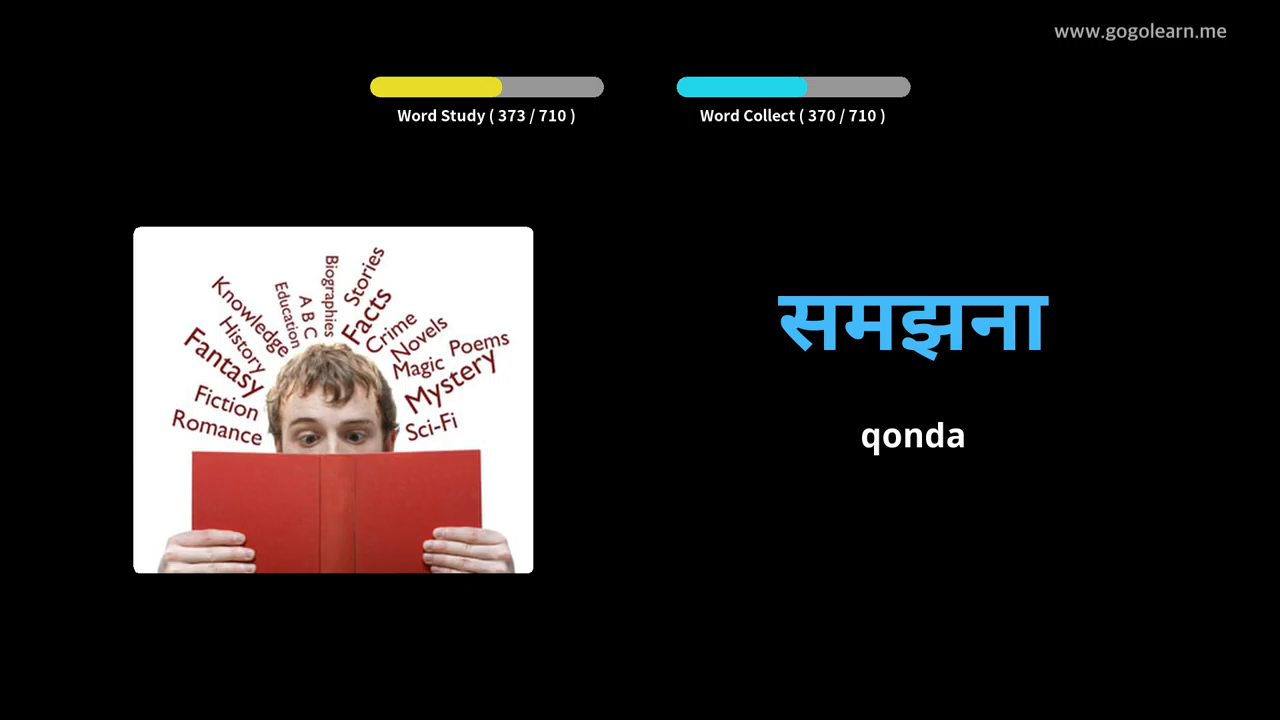 www.gogolearn.me
Word Study ( 373 / 710 )
Word Collect ( 370 / 710 )
Knowledge
Education
A B C
Biographies
Stories
Facts
History
Crime
Novels
Fantasy
Magic
Poems
Fiction
Mystery
Romance
Sci-Fi
समझना
qonda